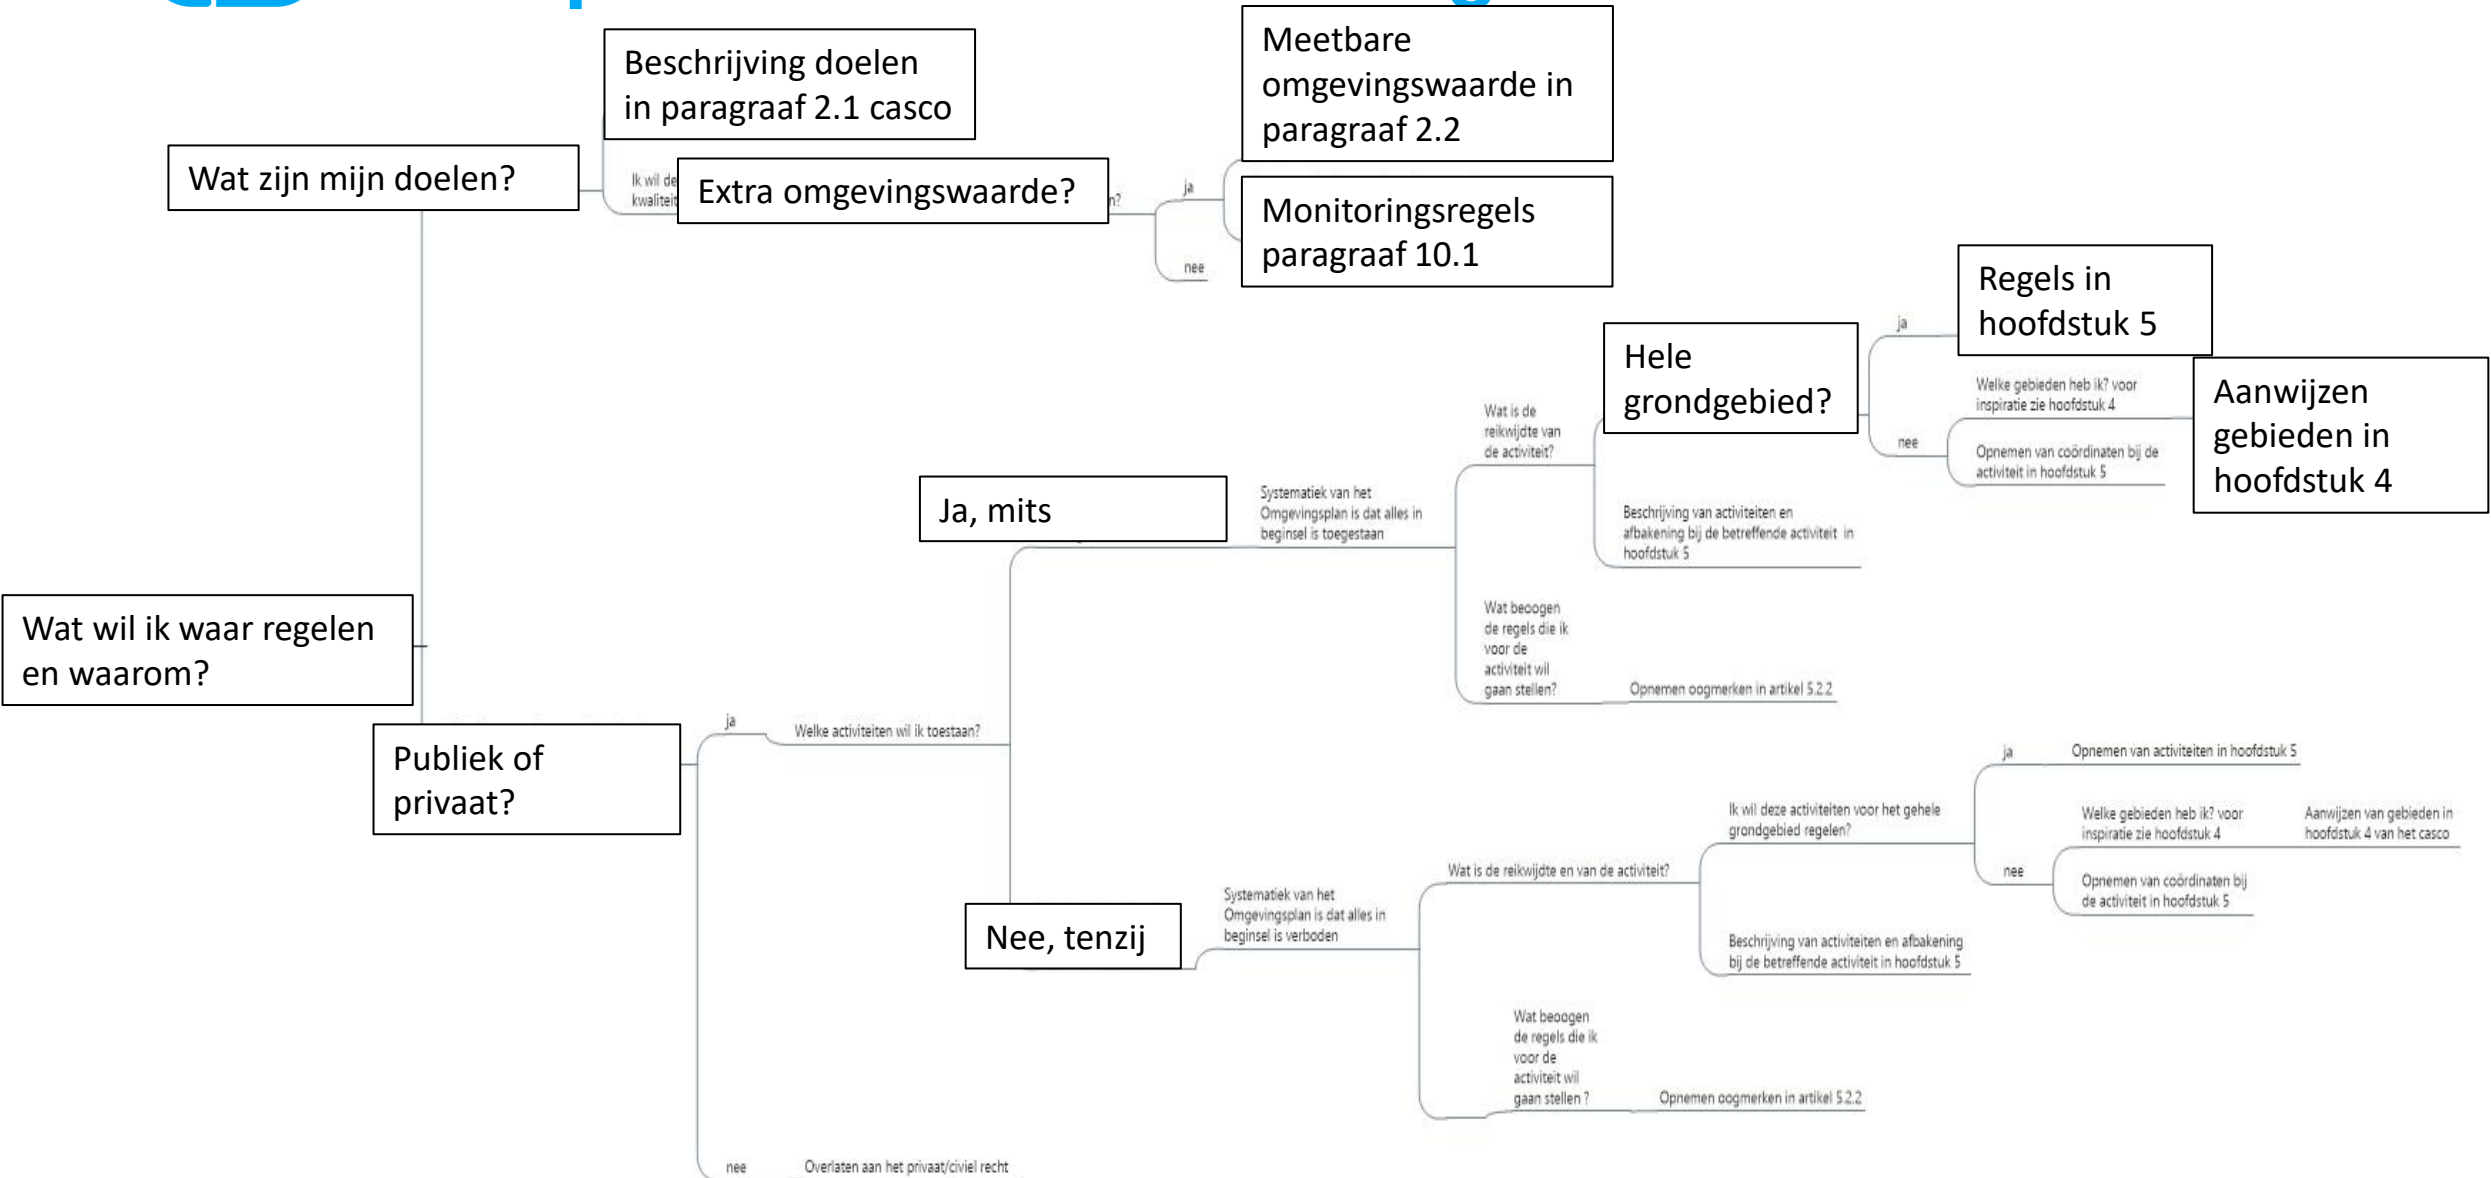 Beschrijving doelen
in paragraaf 2.1 casco
Meetbare
omgevingswaarde in
paragraaf 2.2
Wat zijn mijn doelen?
Ik wil de
kwaliteit
Extra omgevingswaarde?
n?
ja
nee
Monitoringsregels
paragraaf 10.1
Regels in
hoofdstuk 5
Hele
grondgebied?
ja
nee
Welke gebieden heb ik? voor
inspiratie zie hoofdstuk 4
Opnemen van coördinaten bij de
activiteit in hoofdstuk 5
Aanwijzen
gebieden in
hoofdstuk 4
Wat is de
reikwijdte van
de activiteit?
Ja, mits
Systematiek van het
Omgevingsplan is dat alles in
beginsel is toegestaan
Beschrijving van activiteiten en
afbakening bij de betreffende activiteit in
hoofdstuk 5
Wat beoogen
de regels die ik
voor de
activiteit wil
gaan stellen?
Opnemen oogmerken in artikel 5.2.2
Wat wil ik waar regelen
en waarom?
Publiek of
privaat?
ja
Welke activiteiten wil ik toestaan?
Nee, tenzij
Systematiek van het
Omgevingsplan is dat alles in
beginsel is verboden
Wat is de reikwijdte en van de activiteit?
Ik wil deze activiteiten voor het gehele
grondgebied regelen?
ja
Opnemen van activiteiten in hoofdstuk 5
nee
Welke gebieden heb ik? voor
inspiratie zie hoofdstuk 4
Aanwijzen van gebieden in
hoofdstuk 4 van het casco
Opnemen van coördinaten bij
de activiteit in hoofdstuk 5
Beschrijving van activiteiten en afbakening
bij de betreffende activiteit in hoofdstuk 5
Wat beoogen
de regels die ik
voor de
activiteit wil
gaan stellen ?
Opnemen oogmerken in artikel 5.2.2
nee
Overlaten aan het privaat/civiel recht